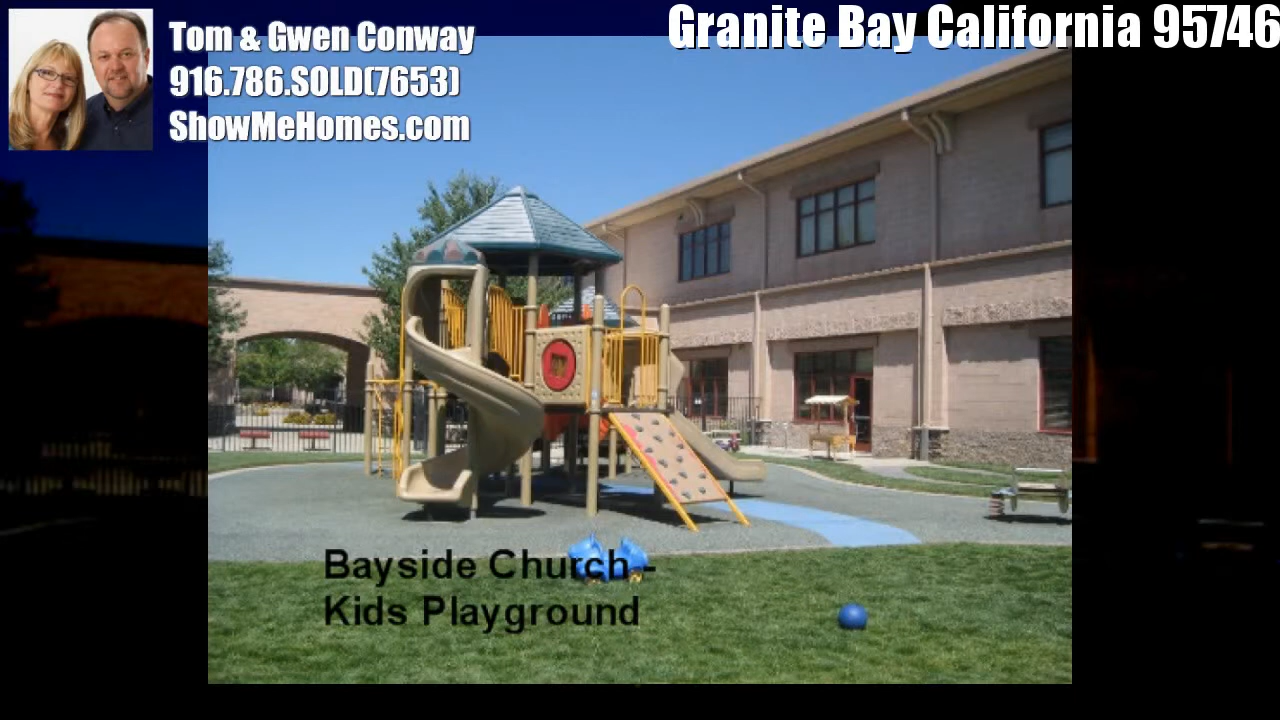 Tom & Gwen Conway
916.786.SOLD(7653)
ShowMeHomes.com
Granite Bay California 95746
Bayside Church -
Kids Playground